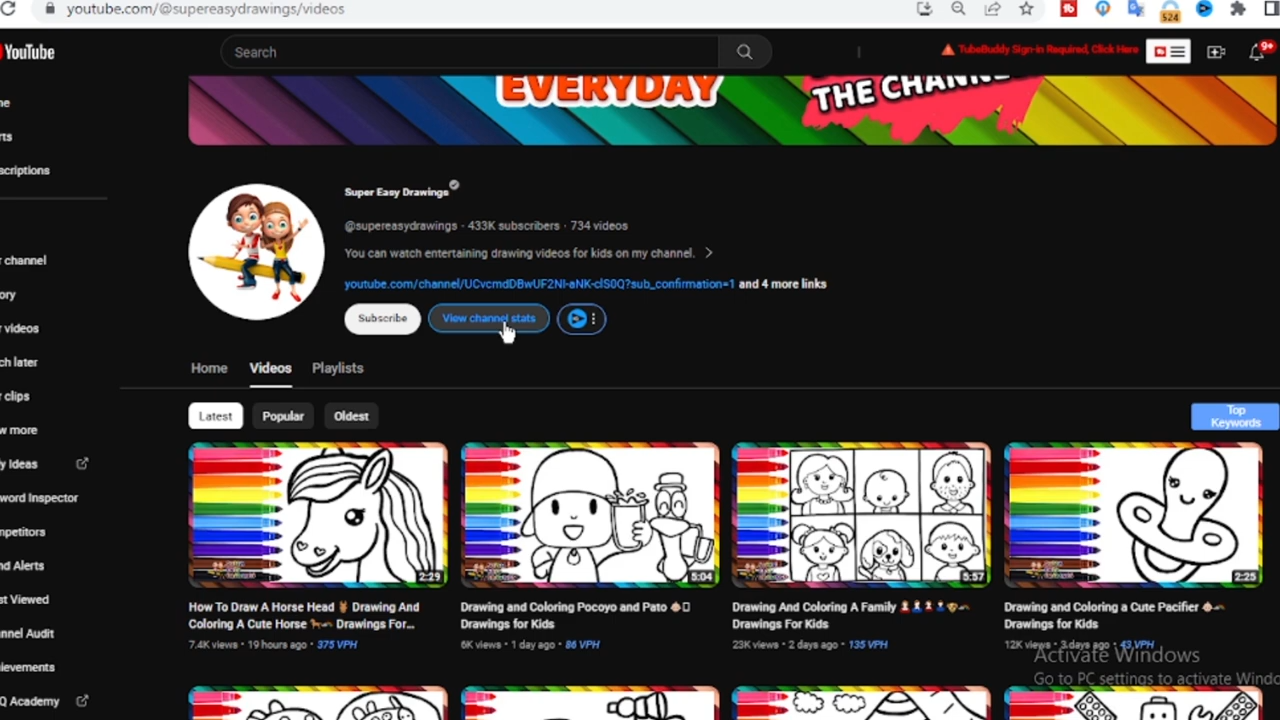 youtube.com/@supereasydrawings/videos
524
YouTube
Search
TubeBuddy Sign-in Required, Click Here
9+
EVERYDAY
THE CHANNEL
Super Easy Drawings
@supereasydrawings · 433K subscribers · 734 videos
You can watch entertaining drawing videos for kids on my channel.
youtube.com/channel/UCvcmdDBwUF2NI-aNK-clS0Q?sub_confirmation=1 and 4 more links
Subscribe
View channel stats
Home
Videos
Playlists
Latest
Popular
Oldest
Top
Keywords
ne
rts
scriptions
r channel
ory
r videos
ch later
r clips
w more
ly Ideas
word Inspector
mpetitors
nd Alerts
st Viewed
nnel Audit
ievements
Q Academy
2:29
5:04
5:57
2:25
How To Draw A Horse Head 🐴 Drawing And
Coloring A Cute Horse 🐎🌈 Drawings For...
7.4K views · 19 hours ago · 375 VPH
Drawing and Coloring Pocoyo and Pato
Drawings for Kids
6K views · 1 day ago · 86 VPH
Drawing And Coloring A Family
Drawings For Kids
23K views · 2 days ago · 135 VPH
Drawing and Coloring a Cute Pacifier
Drawings for Kids
12K views · 3 days ago · 43 VPH
Activate Windows
Go to PC settings to activate Windo